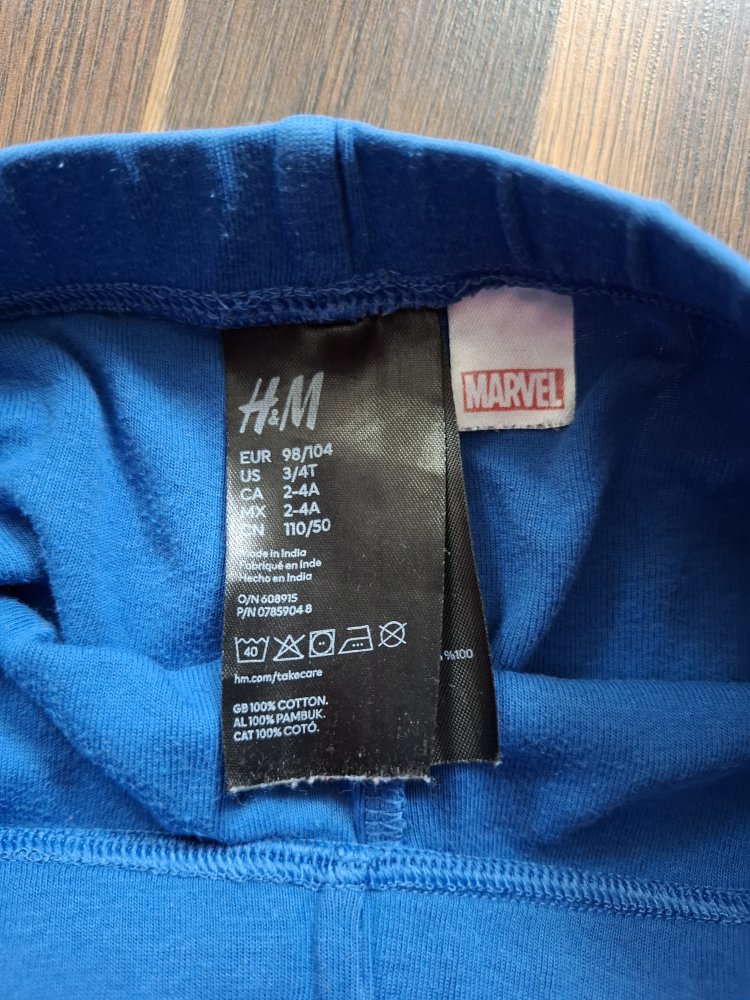 H&M
EUR 98/104
US 3/4T
CA 2-4A
MX 2-4A
CN 110/50
Made in India
Fabriqué en Inde
Hecho en India
O/N 608915
P/N 0785904 8
40
hm.com/takecare
GB 100% COTTON.
AL 100% PAMBUK.
CAT 100% COTÓ.
%100
MARVEL